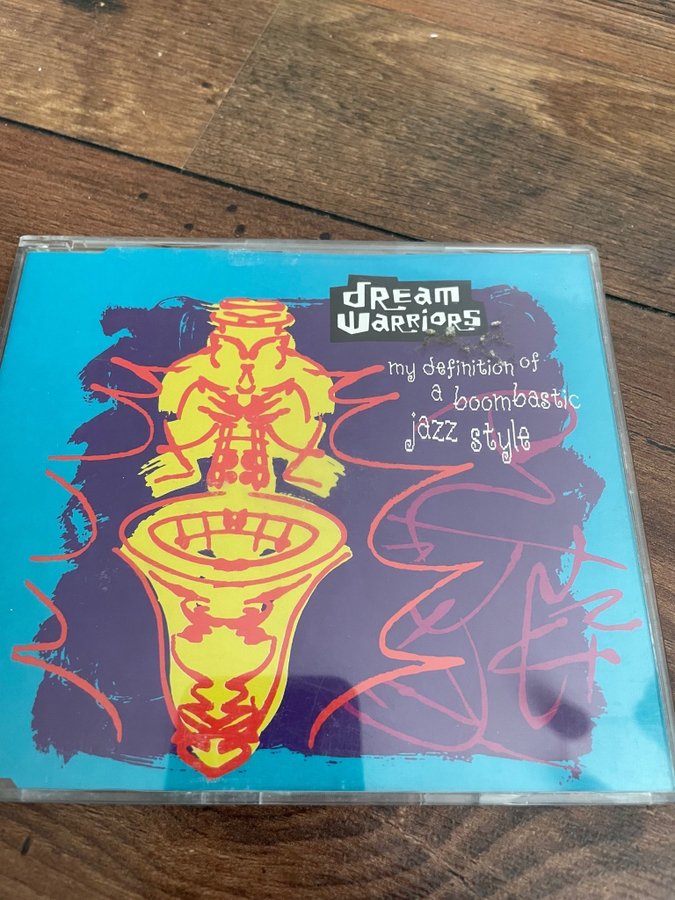 dream
warriors
my definition of
a boombastic
jazz style